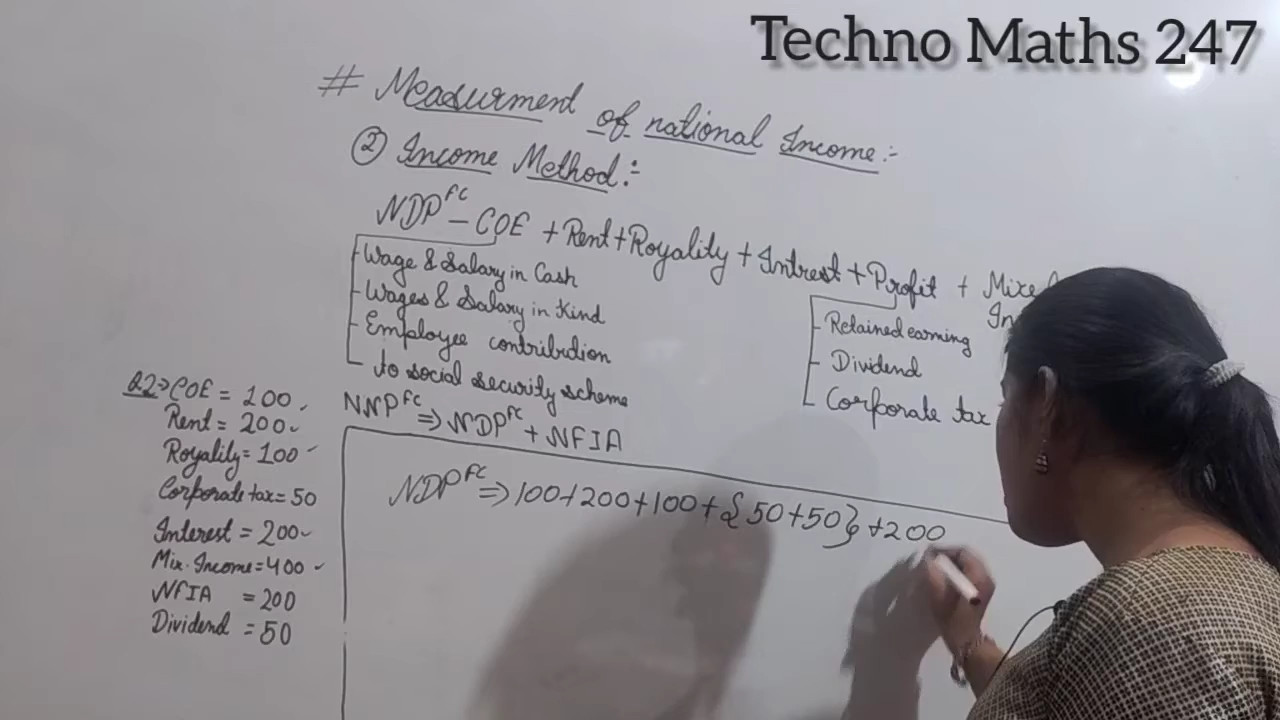 Techno Maths 247
# Measurment of national Income:-
② Income Method:-
NDP^FC - COE + Rent + Royality + Intrest + Profit + Mixe
Wage & Salary in Cash
Wages & Salary in Kind
Employee contribution
to social security scheme
Retained earning
Dividend
Corporate tax
NNP^FC ⇒ NDP^FC + NFIA
Q2⇒ COE = 100
Rent = 200
Royality = 100
Corporate tax = 50
Interest = 200
Mix. Income = 400
NFIA = 200
Dividend = 50
NDP^FC ⇒ 100+200+100+{50+50}+200